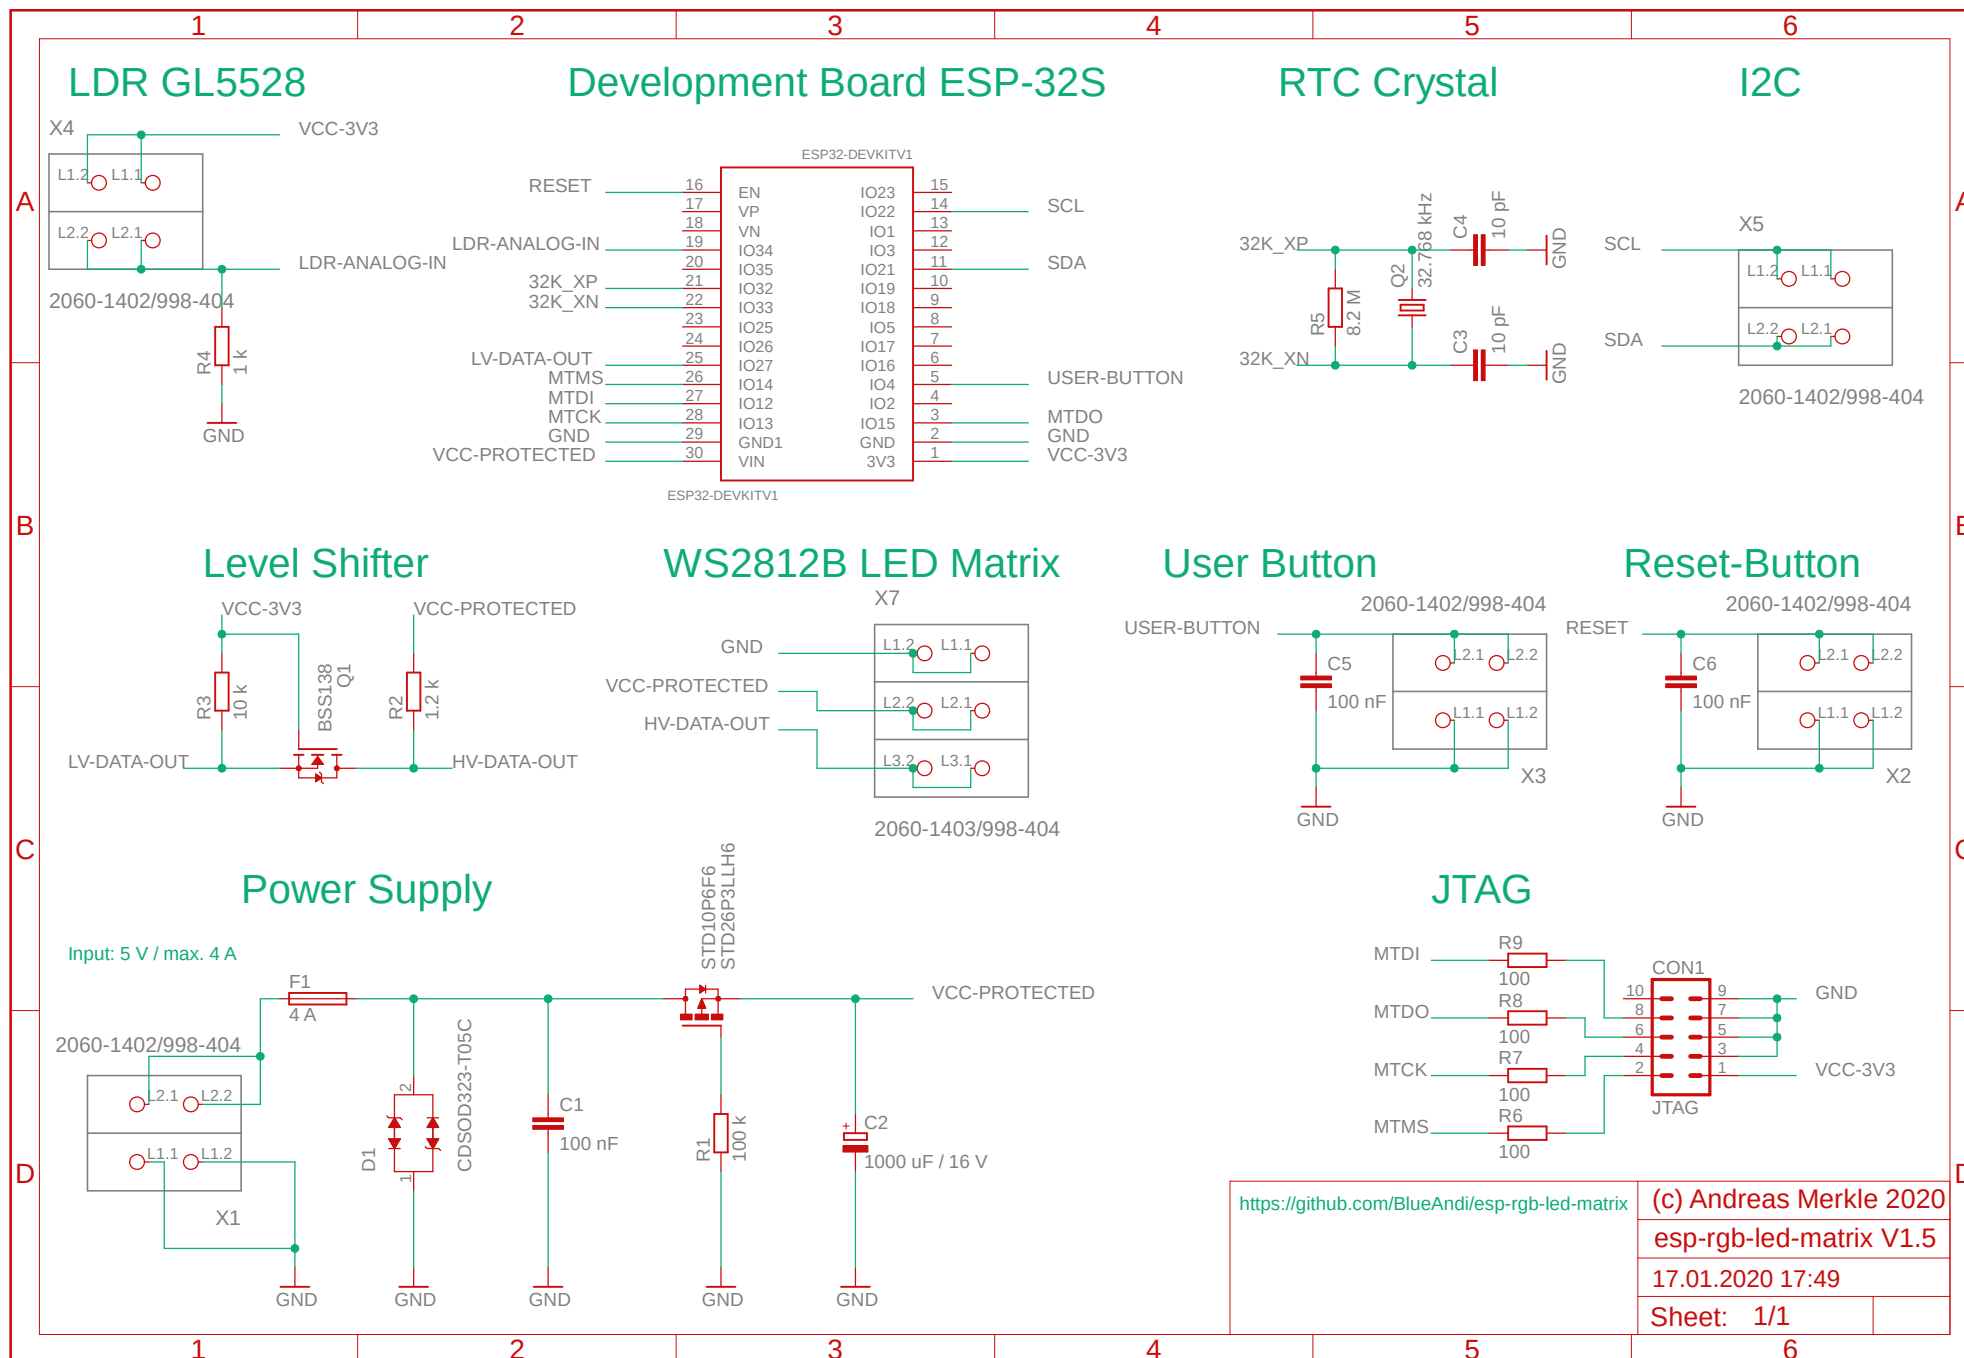 1 2 3 4 5 6
LDR GL5528
X4
VCC-3V3
L1.2 L1.1
L2.2 L2.1
LDR-ANALOG-IN
2060-1402/998-404
R4
1 k
GND
Development Board ESP-32S
ESP32-DEVKITV1
RESET 16 EN IO23 15
17 VP IO22 14 SCL
18 VN IO1 13
LDR-ANALOG-IN 19 IO34 IO3 12
20 IO35 IO21 11 SDA
32K_XP 21 IO32 IO19 10
32K_XN 22 IO33 IO18 9
23 IO25 IO5 8
24 IO26 IO17 7
LV-DATA-OUT 25 IO27 IO16 6
MTMS 26 IO14 IO4 5 USER-BUTTON
MTDI 27 IO12 IO2 4
MTCK 28 IO13 IO15 3 MTDO
GND 29 GND1 GND 2 GND
VCC-PROTECTED 30 VIN 3V3 1 VCC-3V3
ESP32-DEVKITV1
RTC Crystal
32K_XP
32K_XN
R5
8.2 M
Q2
32.768 kHz
C4
10 pF
GND
C3
10 pF
GND
I2C
X5
SCL
L1.2 L1.1
SDA
L2.2 L2.1
2060-1402/998-404
A
B
C
D
A
B
C
D
Level Shifter
VCC-3V3
VCC-PROTECTED
R3
10 k
BSS138
Q1
R2
1.2 k
LV-DATA-OUT
HV-DATA-OUT
WS2812B LED Matrix
X7
GND
L1.2 L1.1
VCC-PROTECTED
L2.2 L2.1
HV-DATA-OUT
L3.2 L3.1
2060-1403/998-404
User Button
2060-1402/998-404
USER-BUTTON
C5
100 nF
L2.1 L2.2
L1.1 L1.2
X3
GND
Reset-Button
2060-1402/998-404
RESET
C6
100 nF
L2.1 L2.2
L1.1 L1.2
X2
GND
Power Supply
Input: 5 V / max. 4 A
F1
4 A
2060-1402/998-404
L2.1 L2.2
L1.1 L1.2
X1
GND
D1
2
1
CDSOD323-T05C
GND
C1
100 nF
GND
STD10P6F6
STD26P3LLH6
VCC-PROTECTED
R1
100 k
GND
+
C2
1000 uF / 16 V
GND
JTAG
MTDI
R9
100
MTDO
R8
100
MTCK
R7
100
MTMS
R6
100
CON1
10 9 GND
8 7
6 5
4 3
2 1 VCC-3V3
JTAG
https://github.com/BlueAndi/esp-rgb-led-matrix
(c) Andreas Merkle 2020
esp-rgb-led-matrix V1.5
17.01.2020 17:49
Sheet: 1/1
1 2 3 4 5 6